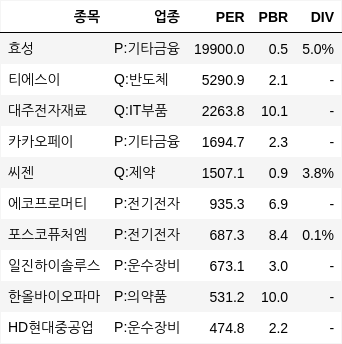 종목 업종 PER PBR DIV
효성 P:기타금융 19900.0 0.5 5.0%
티에스이 Q:반도체 5290.9 2.1 -
대주전자재료 Q:IT부품 2263.8 10.1 -
카카오페이 P:기타금융 1694.7 2.3 -
씨젠 Q:제약 1507.1 0.9 3.8%
에코프로머티 P:전기전자 935.3 6.9 -
포스코퓨처엠 P:전기전자 687.3 8.4 0.1%
일진하이솔루스 P:운수장비 673.1 3.0 -
한올바이오파마 P:의약품 531.2 10.0 -
HD현대중공업 P:운수장비 474.8 2.2 -